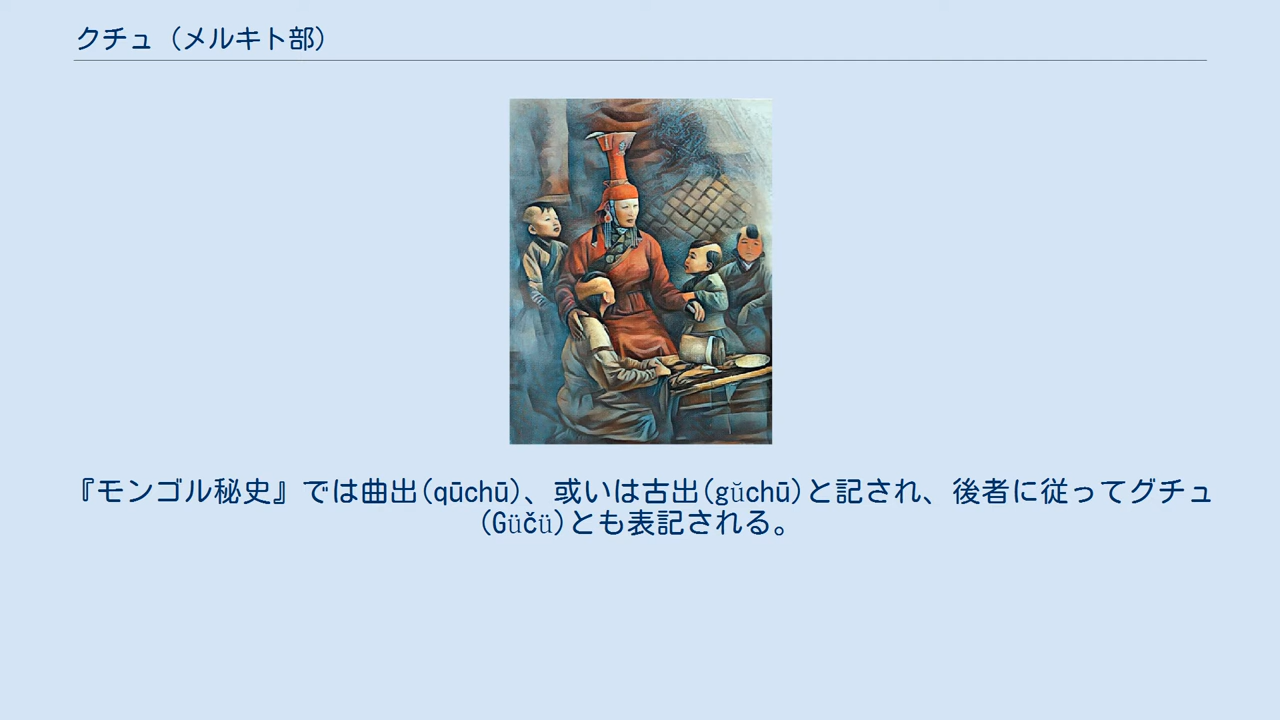 クチュ（メルキト部）
『モンゴル秘史』では曲出(qūchū)、或いは古出(gŭchū)と記され、後者に従ってグチュ
(Güčü)とも表記される。